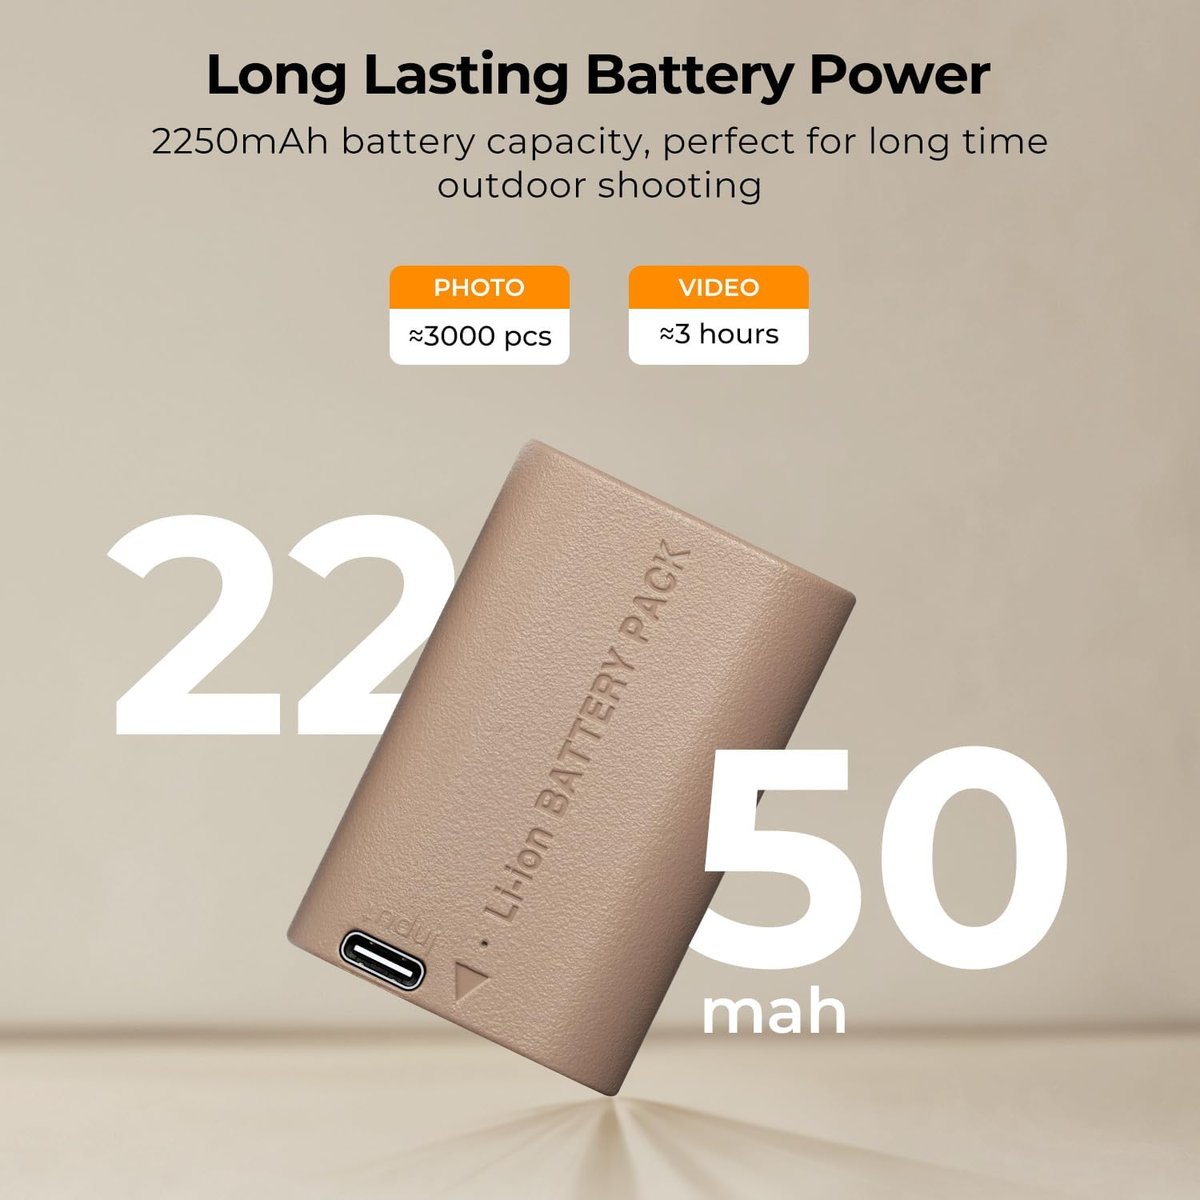 Long Lasting Battery Power
2250mAh battery capacity, perfect for long time
outdoor shooting
PHOTO
≈3000 pcs
VIDEO
≈3 hours
22
50
mah
Li-ion BATTERY PACK